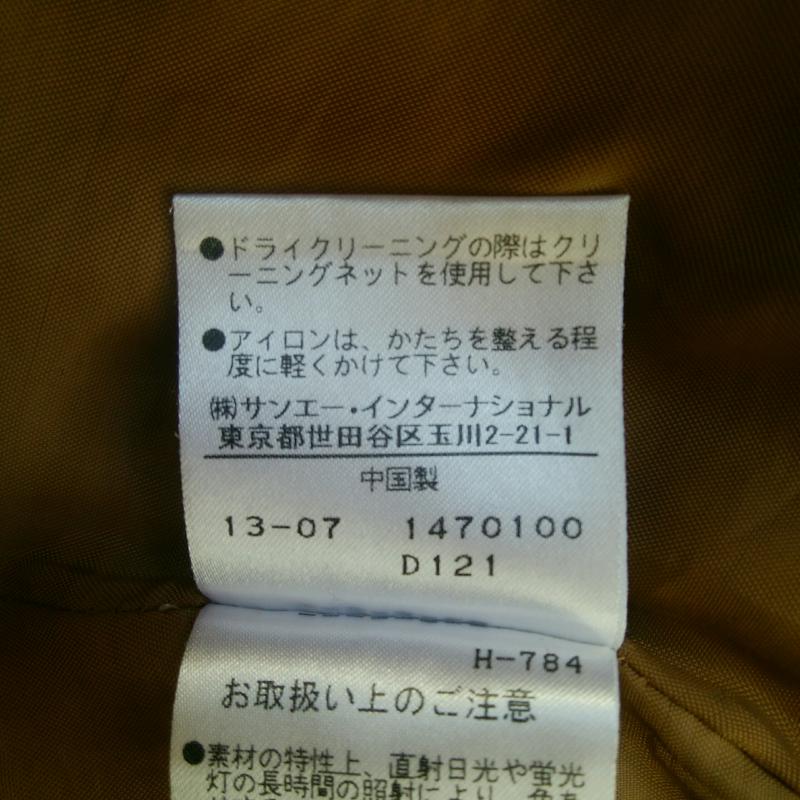 ●ドライクリーニングの際はクリ
ーニングネットを使用して下さ
い。
●アイロンは、かたちを整える程
度に軽くかけて下さい。
㈱サンエー・インターナショナル
東京都世田谷区玉川2-21-1
中国製
13-07 1470100
D121
H-784
お取扱い上のご注意
●素材の特性上、直射日光や蛍光
灯の長時間の照射により、色あ